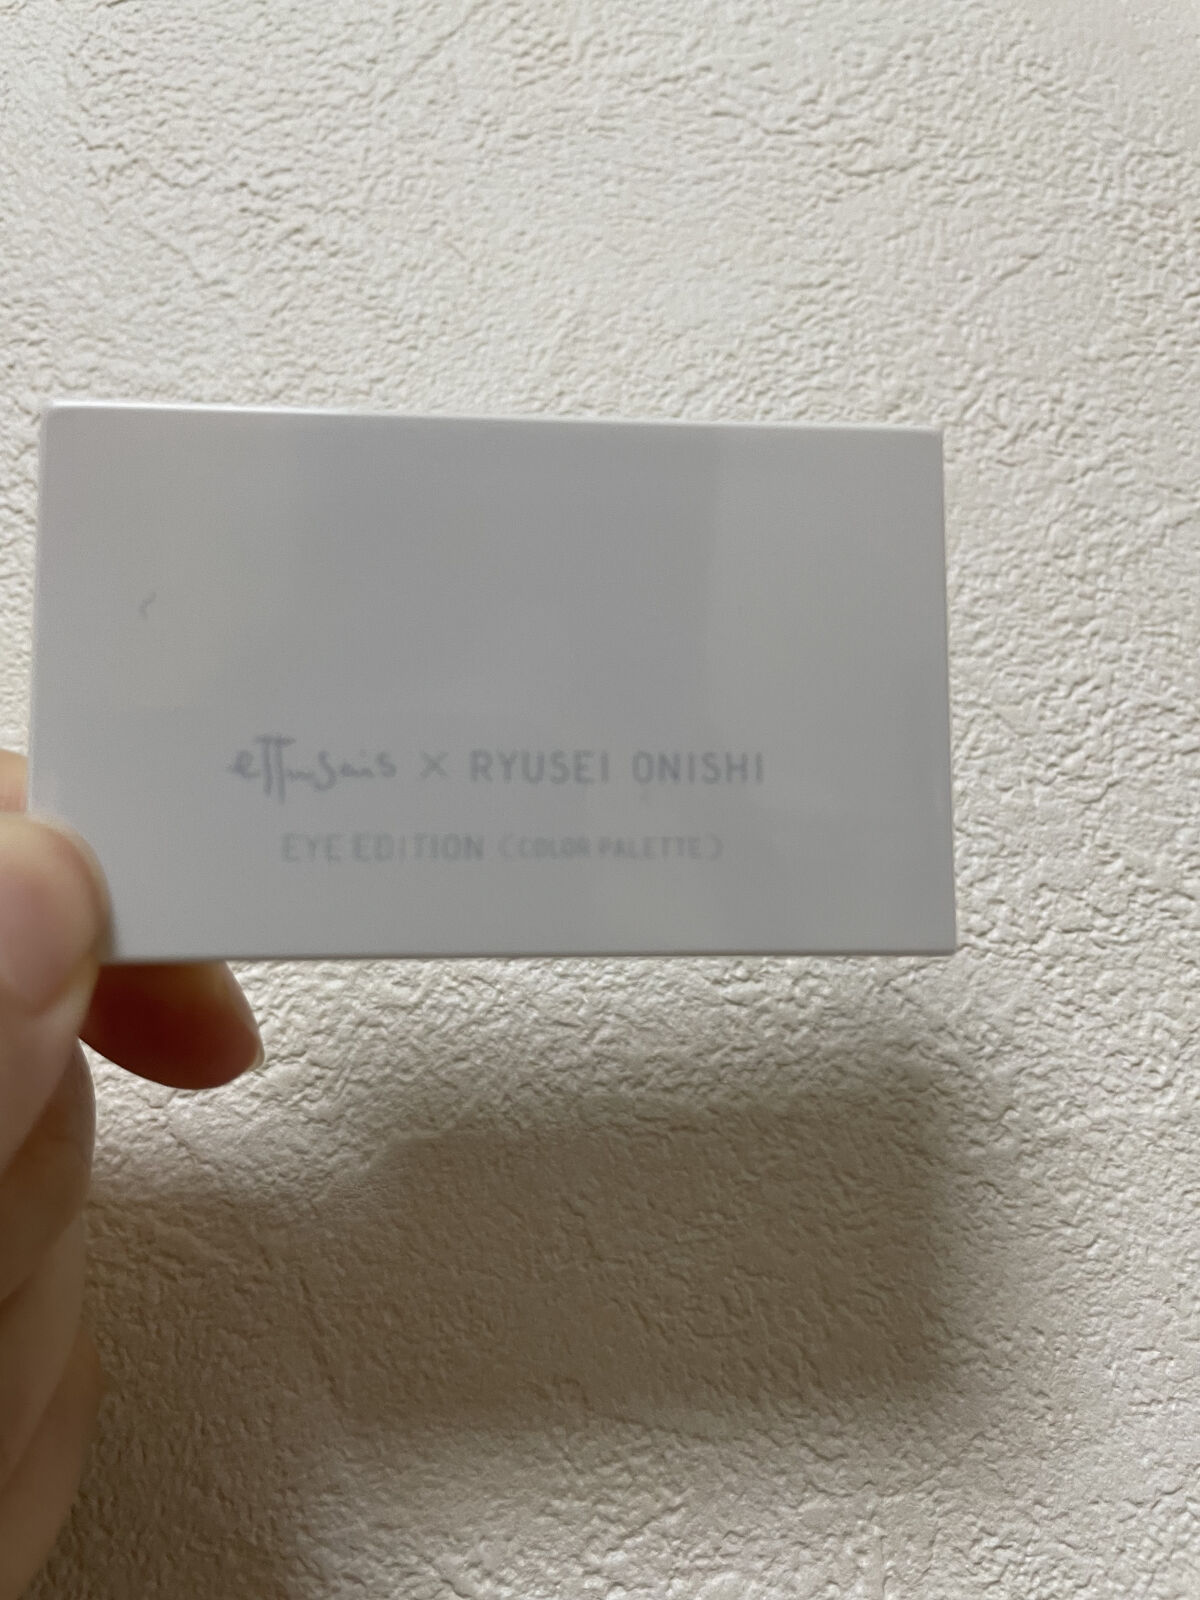 ettusais × RYUSEI ONISHI
EYE EDITION (COLOR PALETTE)